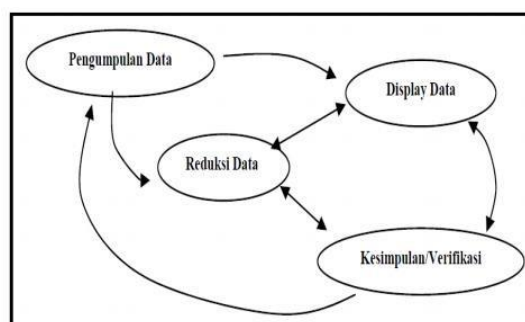 Pengumpulan Data
Display Data
Reduksi Data
Kesimpulan/Verifikasi